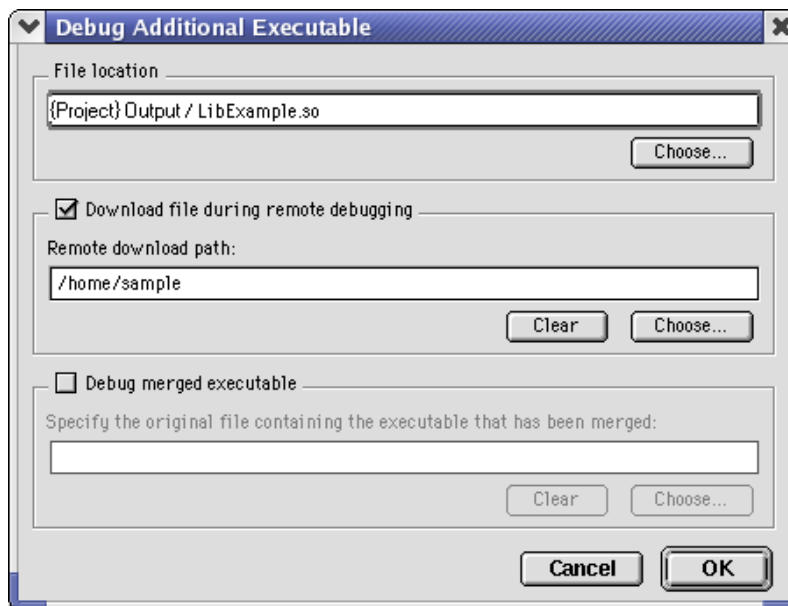 Debug Additional Executable
File location
{Project} Output / LibExample.so
Choose...
Download file during remote debugging
Remote download path:
/home/sample
Clear
Choose...
Debug merged executable
Specify the original file containing the executable that has been merged:
Clear
Choose...
Cancel
OK